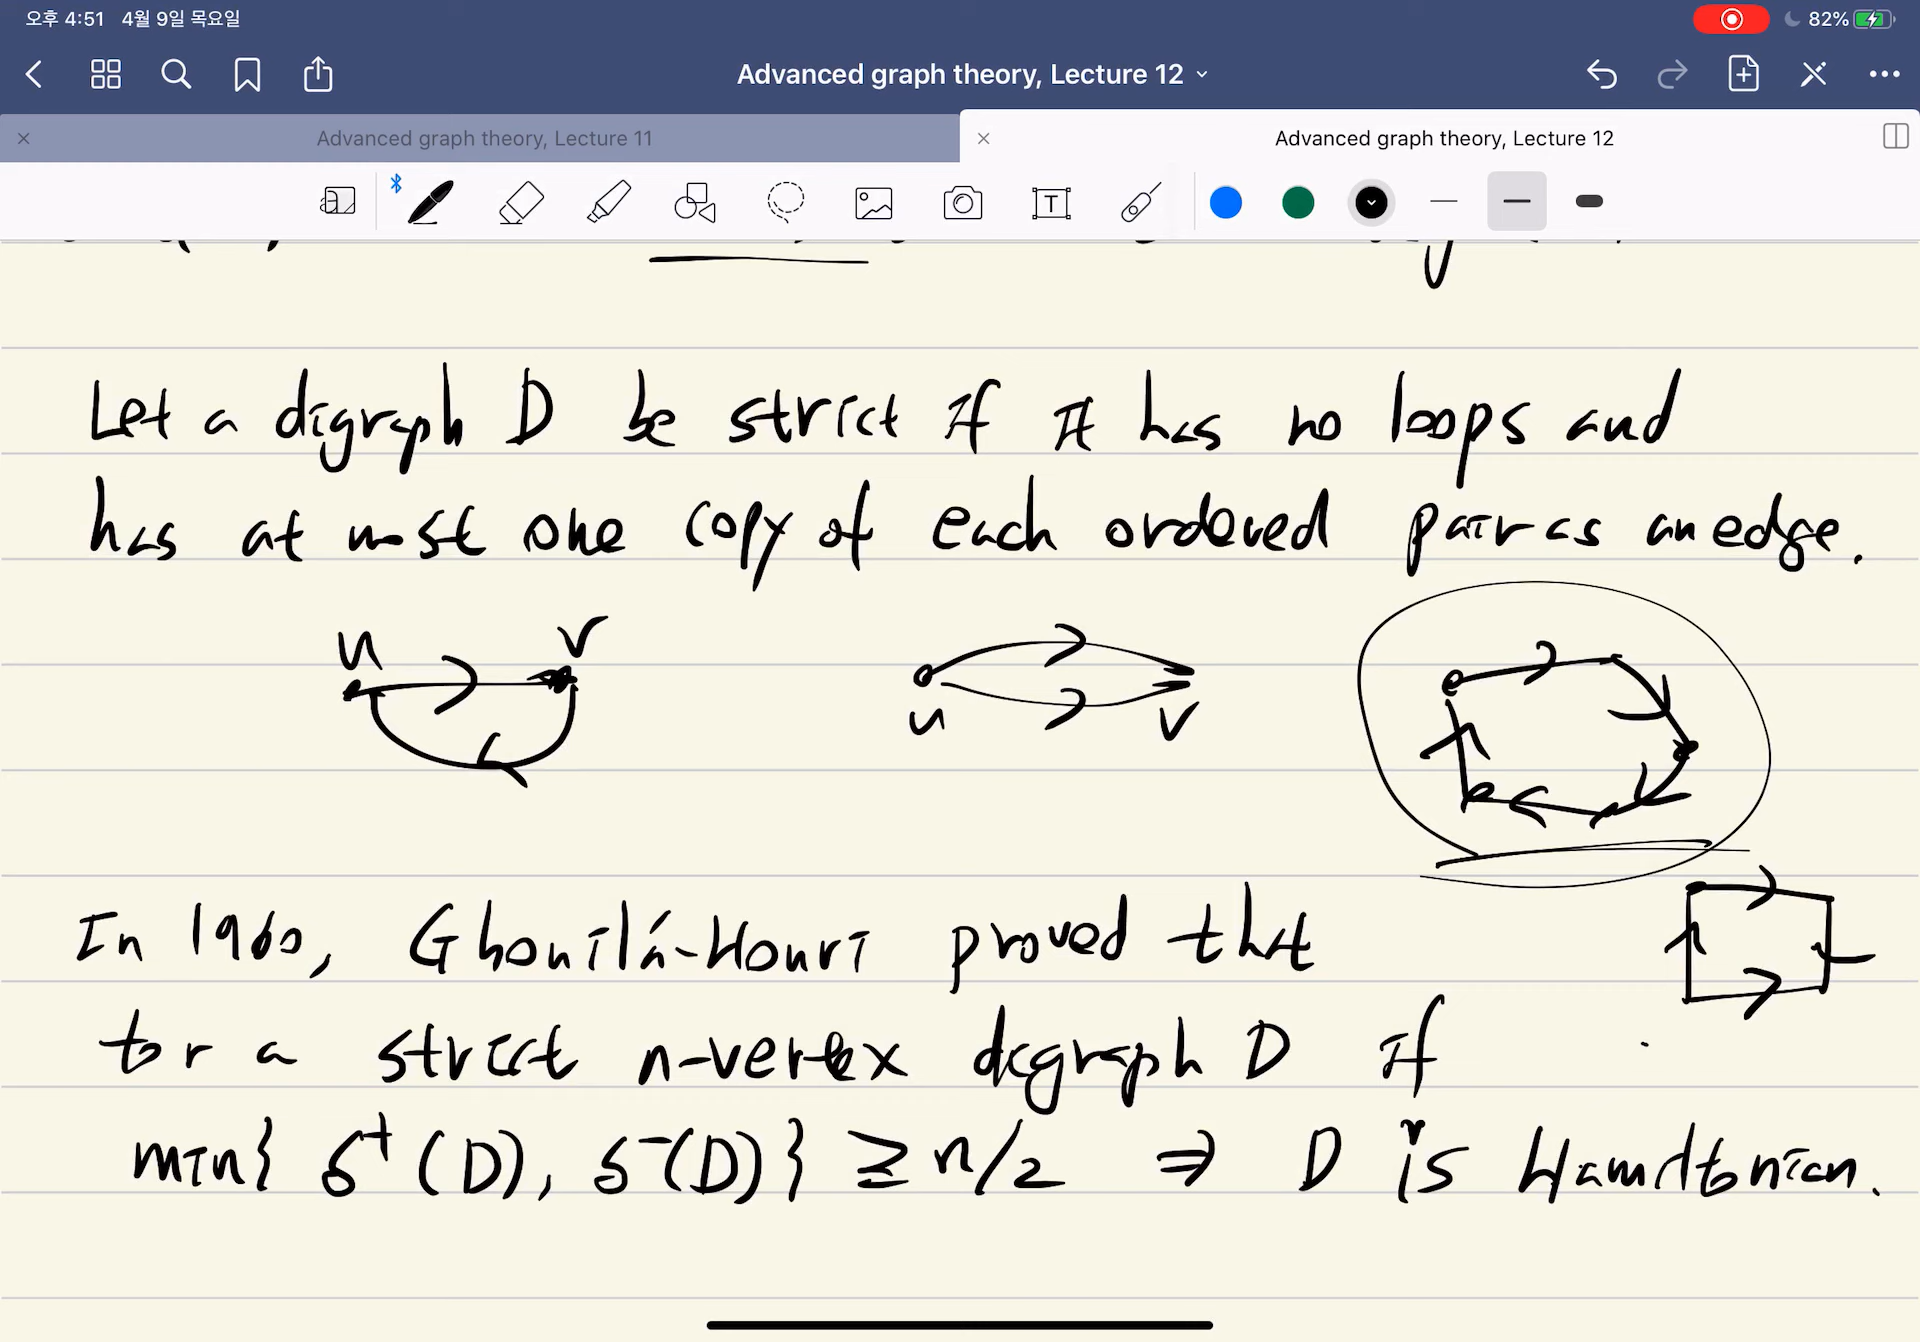 오후 4:51 4월 9일 목요일
82%
Advanced graph theory, Lecture 12
Advanced graph theory, Lecture 11
Advanced graph theory, Lecture 12
Let a digraph D be strict if it has no loops and
has at most one copy of each ordered pair as an edge.
u v
u v
In 1960, Ghouilá-Houri proved that
for a strict n-vertex digraph D if
min{ δ⁺(D), δ⁻(D)} ≥ n/2 ⇒ D is Hamiltonian.